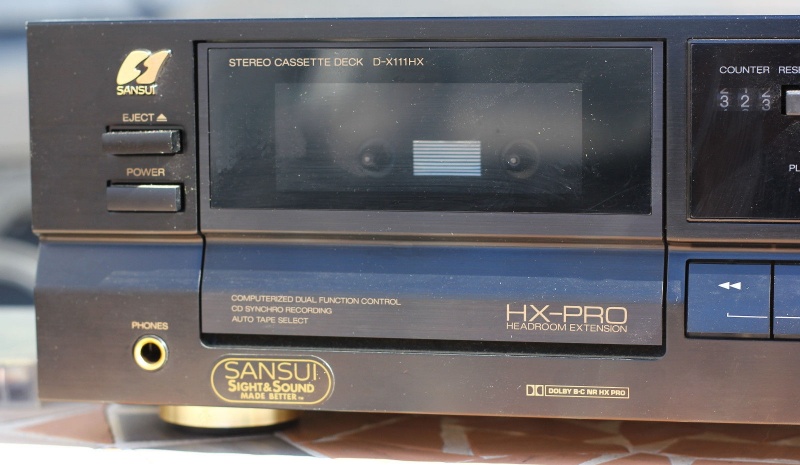 SANSUI
EJECT
POWER
STEREO CASSETTE DECK D-X111HX
COUNTER
3 2 3
COMPUTERIZED DUAL FUNCTION CONTROL
CD SYNCHRO RECORDING
AUTO TAPE SELECT
HX-PRO
HEADROOM EXTENSION
PHONES
SANSUI
SIGHT&SOUND
MADE BETTER TM
DOLBY B·C NR HX PRO